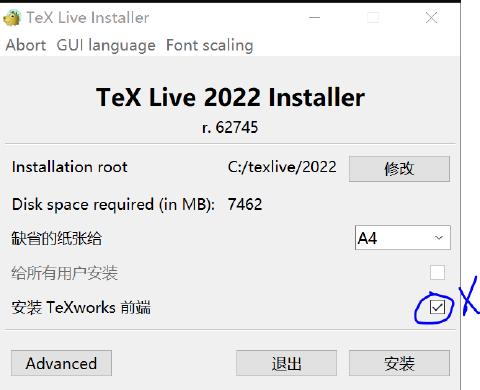 TeX Live Installer
Abort GUI language Font scaling
TeX Live 2022 Installer
r. 62745
Installation root C:/texlive/2022 修改
Disk space required (in MB): 7462
缺省的纸张给 A4
给所有用户安装
安装 TeXworks 前端 X
Advanced 退出 安装